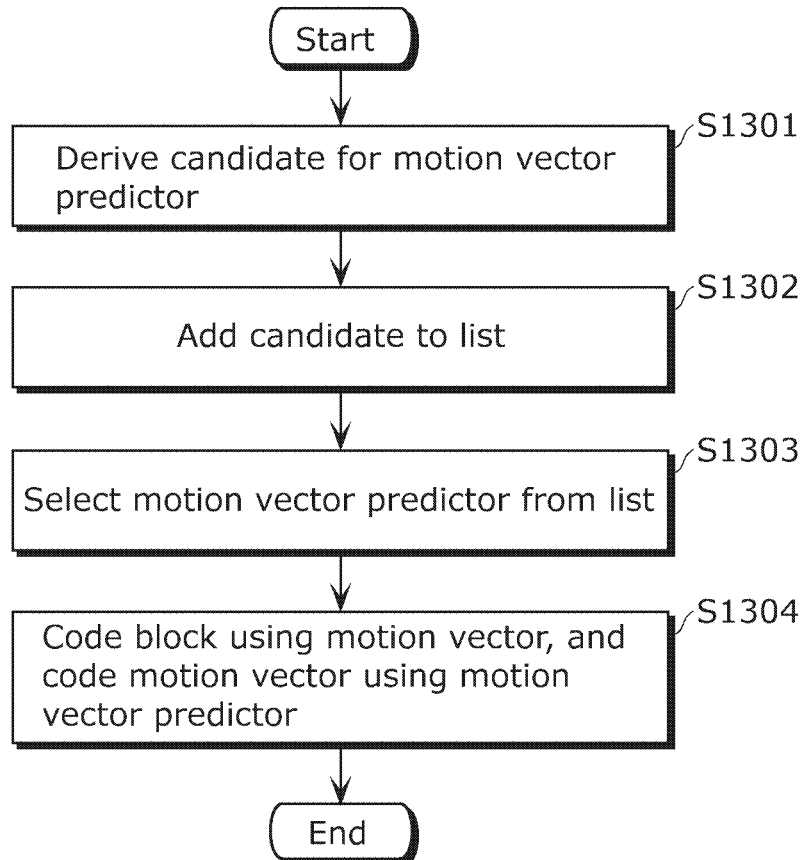 Start
S1301
Derive candidate for motion vector
predictor
S1302
Add candidate to list
S1303
Select motion vector predictor from list
S1304
Code block using motion vector, and
code motion vector using motion
vector predictor
End